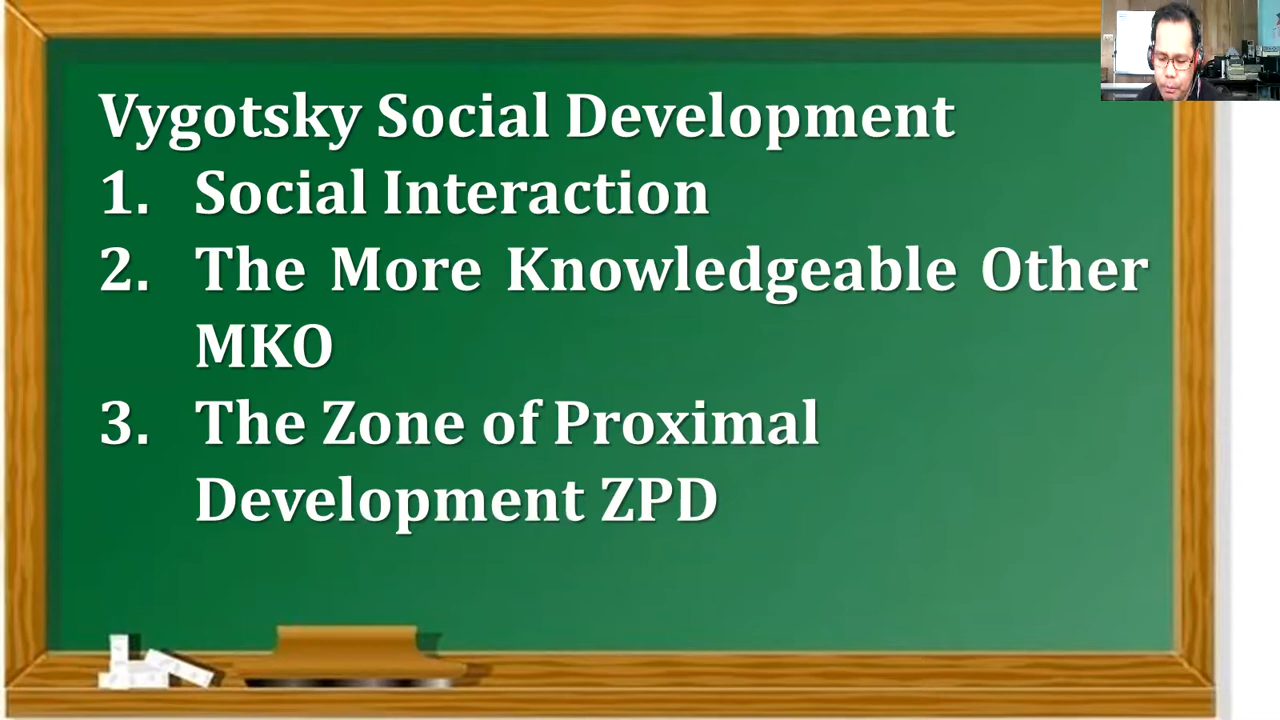 Vygotsky Social Development
1. Social Interaction
2. The More Knowledgeable Other
MKO
3. The Zone of Proximal
Development ZPD